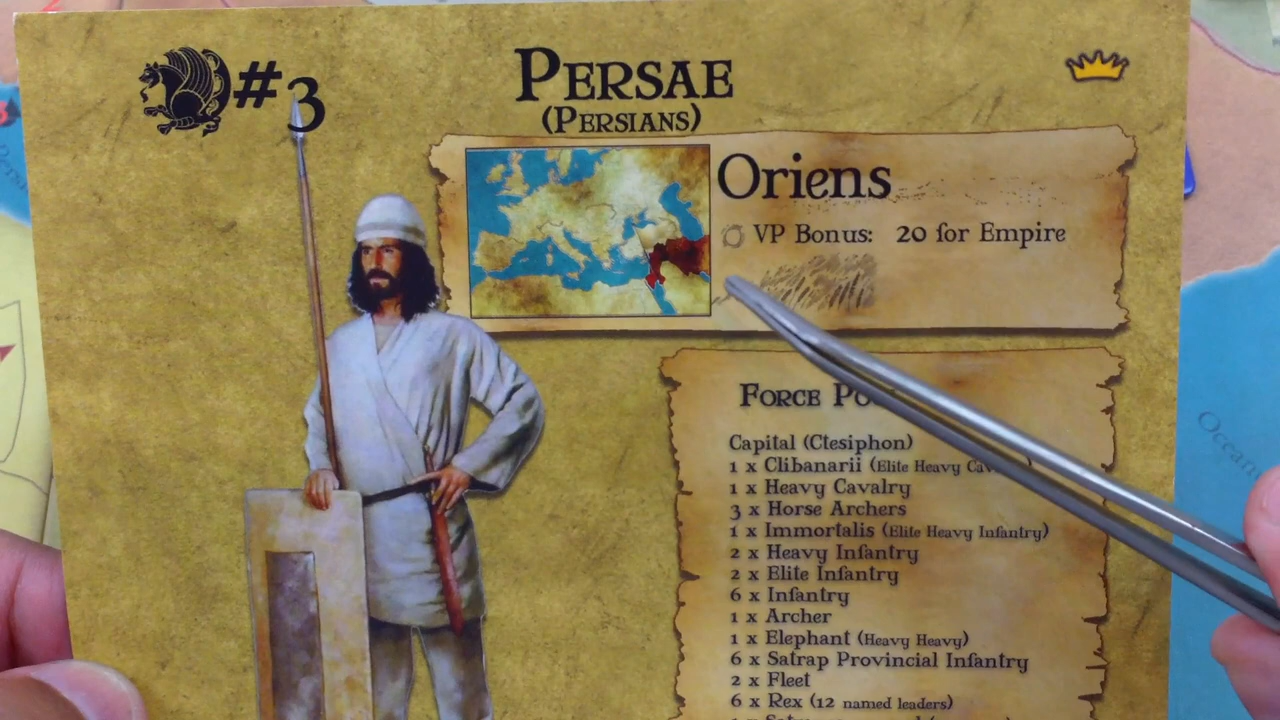 #3
PERSAE
(PERSIANS)
Oriens
VP Bonus: 20 for Empire
FORCE
Capital (Ctesiphon)
1 x Clibanarii (Elite Heavy
1 x Heavy Cavalry
3 x Horse Archers
1 x Immortalis (Elite Heavy Infantry)
2 x Heavy Infantry
2 x Elite Infantry
6 x Infantry
1 x Archer
1 x Elephant (Heavy Heavy)
6 x Satrap Provincial Infantry
2 x Fleet
6 x Rex (12 named leaders)